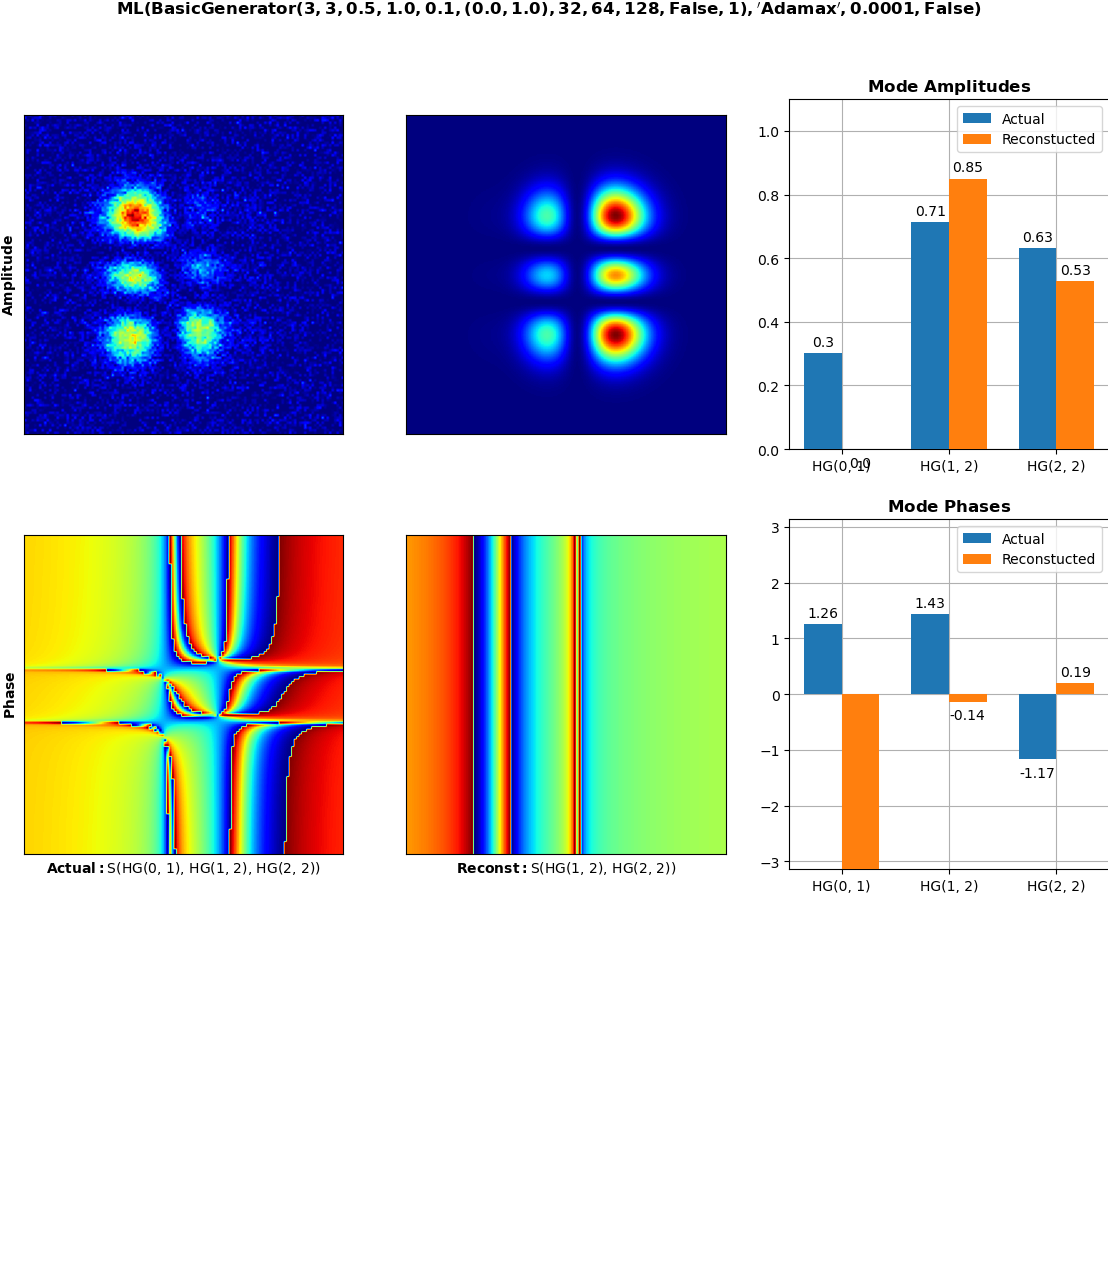 ML(BasicGenerator(3, 3, 0.5, 1.0, 0.1, (0.0, 1.0), 32, 64, 128, False, 1), ′Adamax′, 0.0001, False)
Amplitude
Mode Amplitudes
Actual
Reconstucted
1.0
0.8
0.6
0.4
0.2
0.0
0.3
0.0
0.71
0.85
0.63
0.53
HG(0, 1)
HG(1, 2)
HG(2, 2)
Phase
Actual: S(HG(0, 1), HG(1, 2), HG(2, 2))
Reconst: S(HG(1, 2), HG(2, 2))
Mode Phases
Actual
Reconstucted
3
2
1
0
−1
−2
−3
1.26
1.43
-0.14
-1.17
0.19
HG(0, 1)
HG(1, 2)
HG(2, 2)